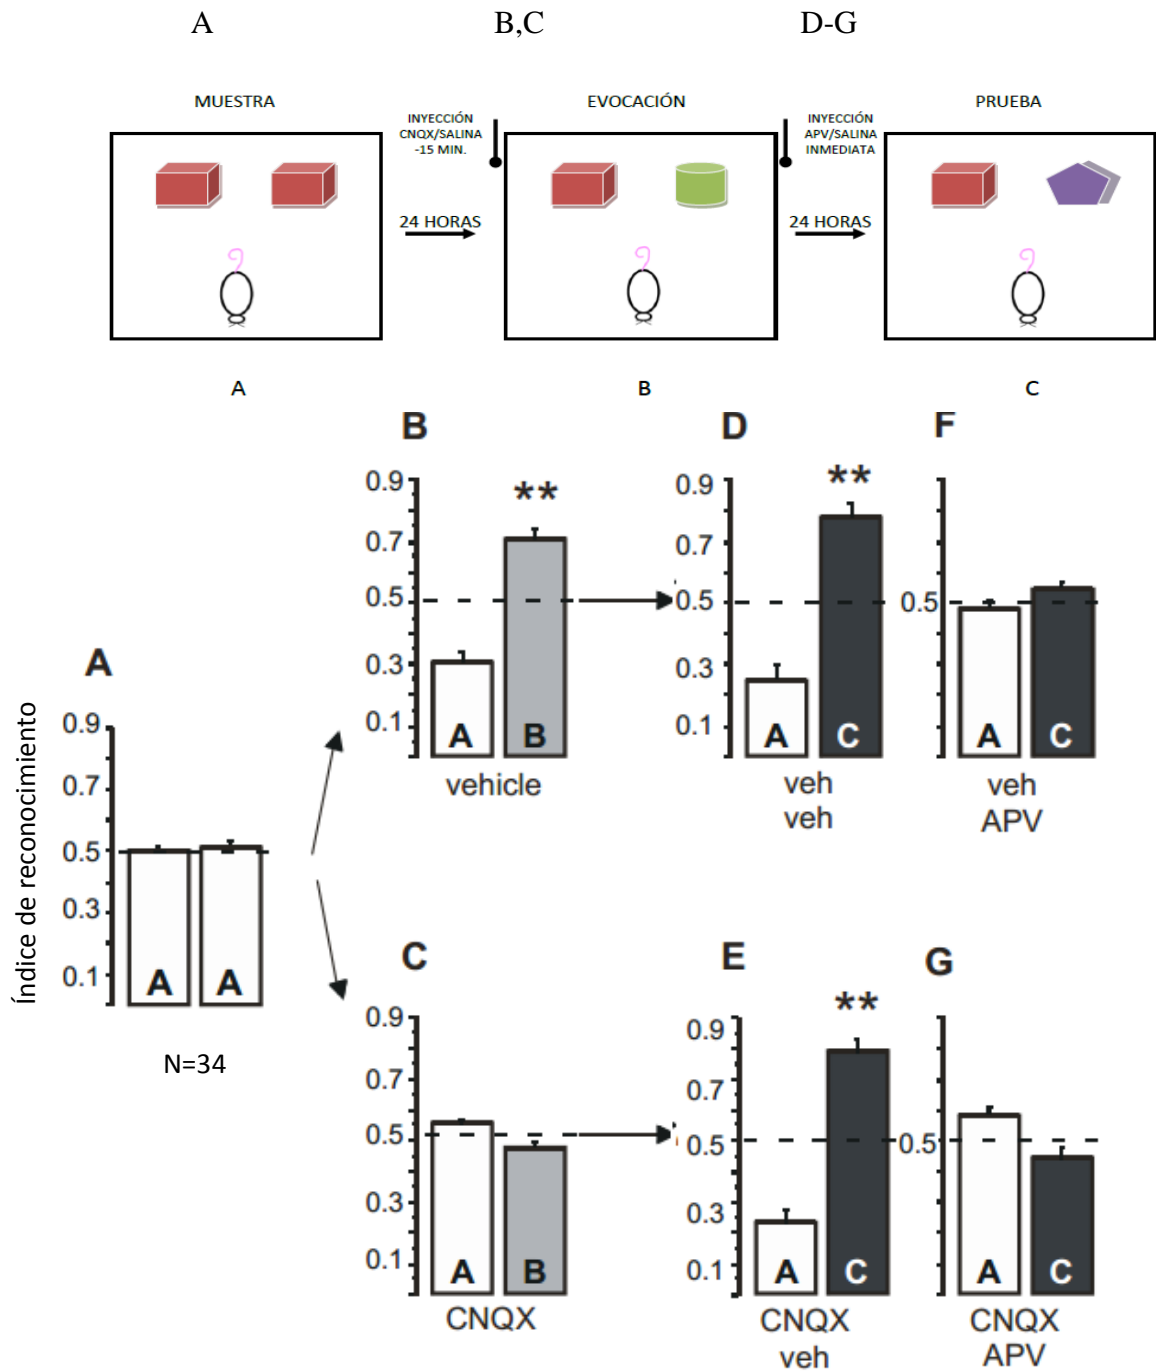 A B,C D-G
MUESTRA EVOCACIÓN PRUEBA
INYECCIÓN
CNQX/SALINA
-15 MIN.
INYECCIÓN
APV/SALINA
INMEDIATA
24 HORAS 24 HORAS
A B C
B
0.9
0.7
0.5
0.3
0.1
**
A B
vehicle
D
0.9
0.7
0.5
0.3
0.1
**
A C
veh
veh
F
0.5
A C
veh
APV
A
Índice de reconocimiento
0.9
0.7
0.5
0.3
0.1
A A
N=34
C
0.9
0.7
0.5
0.3
0.1
A B
CNQX
E
0.9
0.7
0.5
0.3
0.1
**
A C
CNQX
veh
G
0.5
A C
CNQX
APV